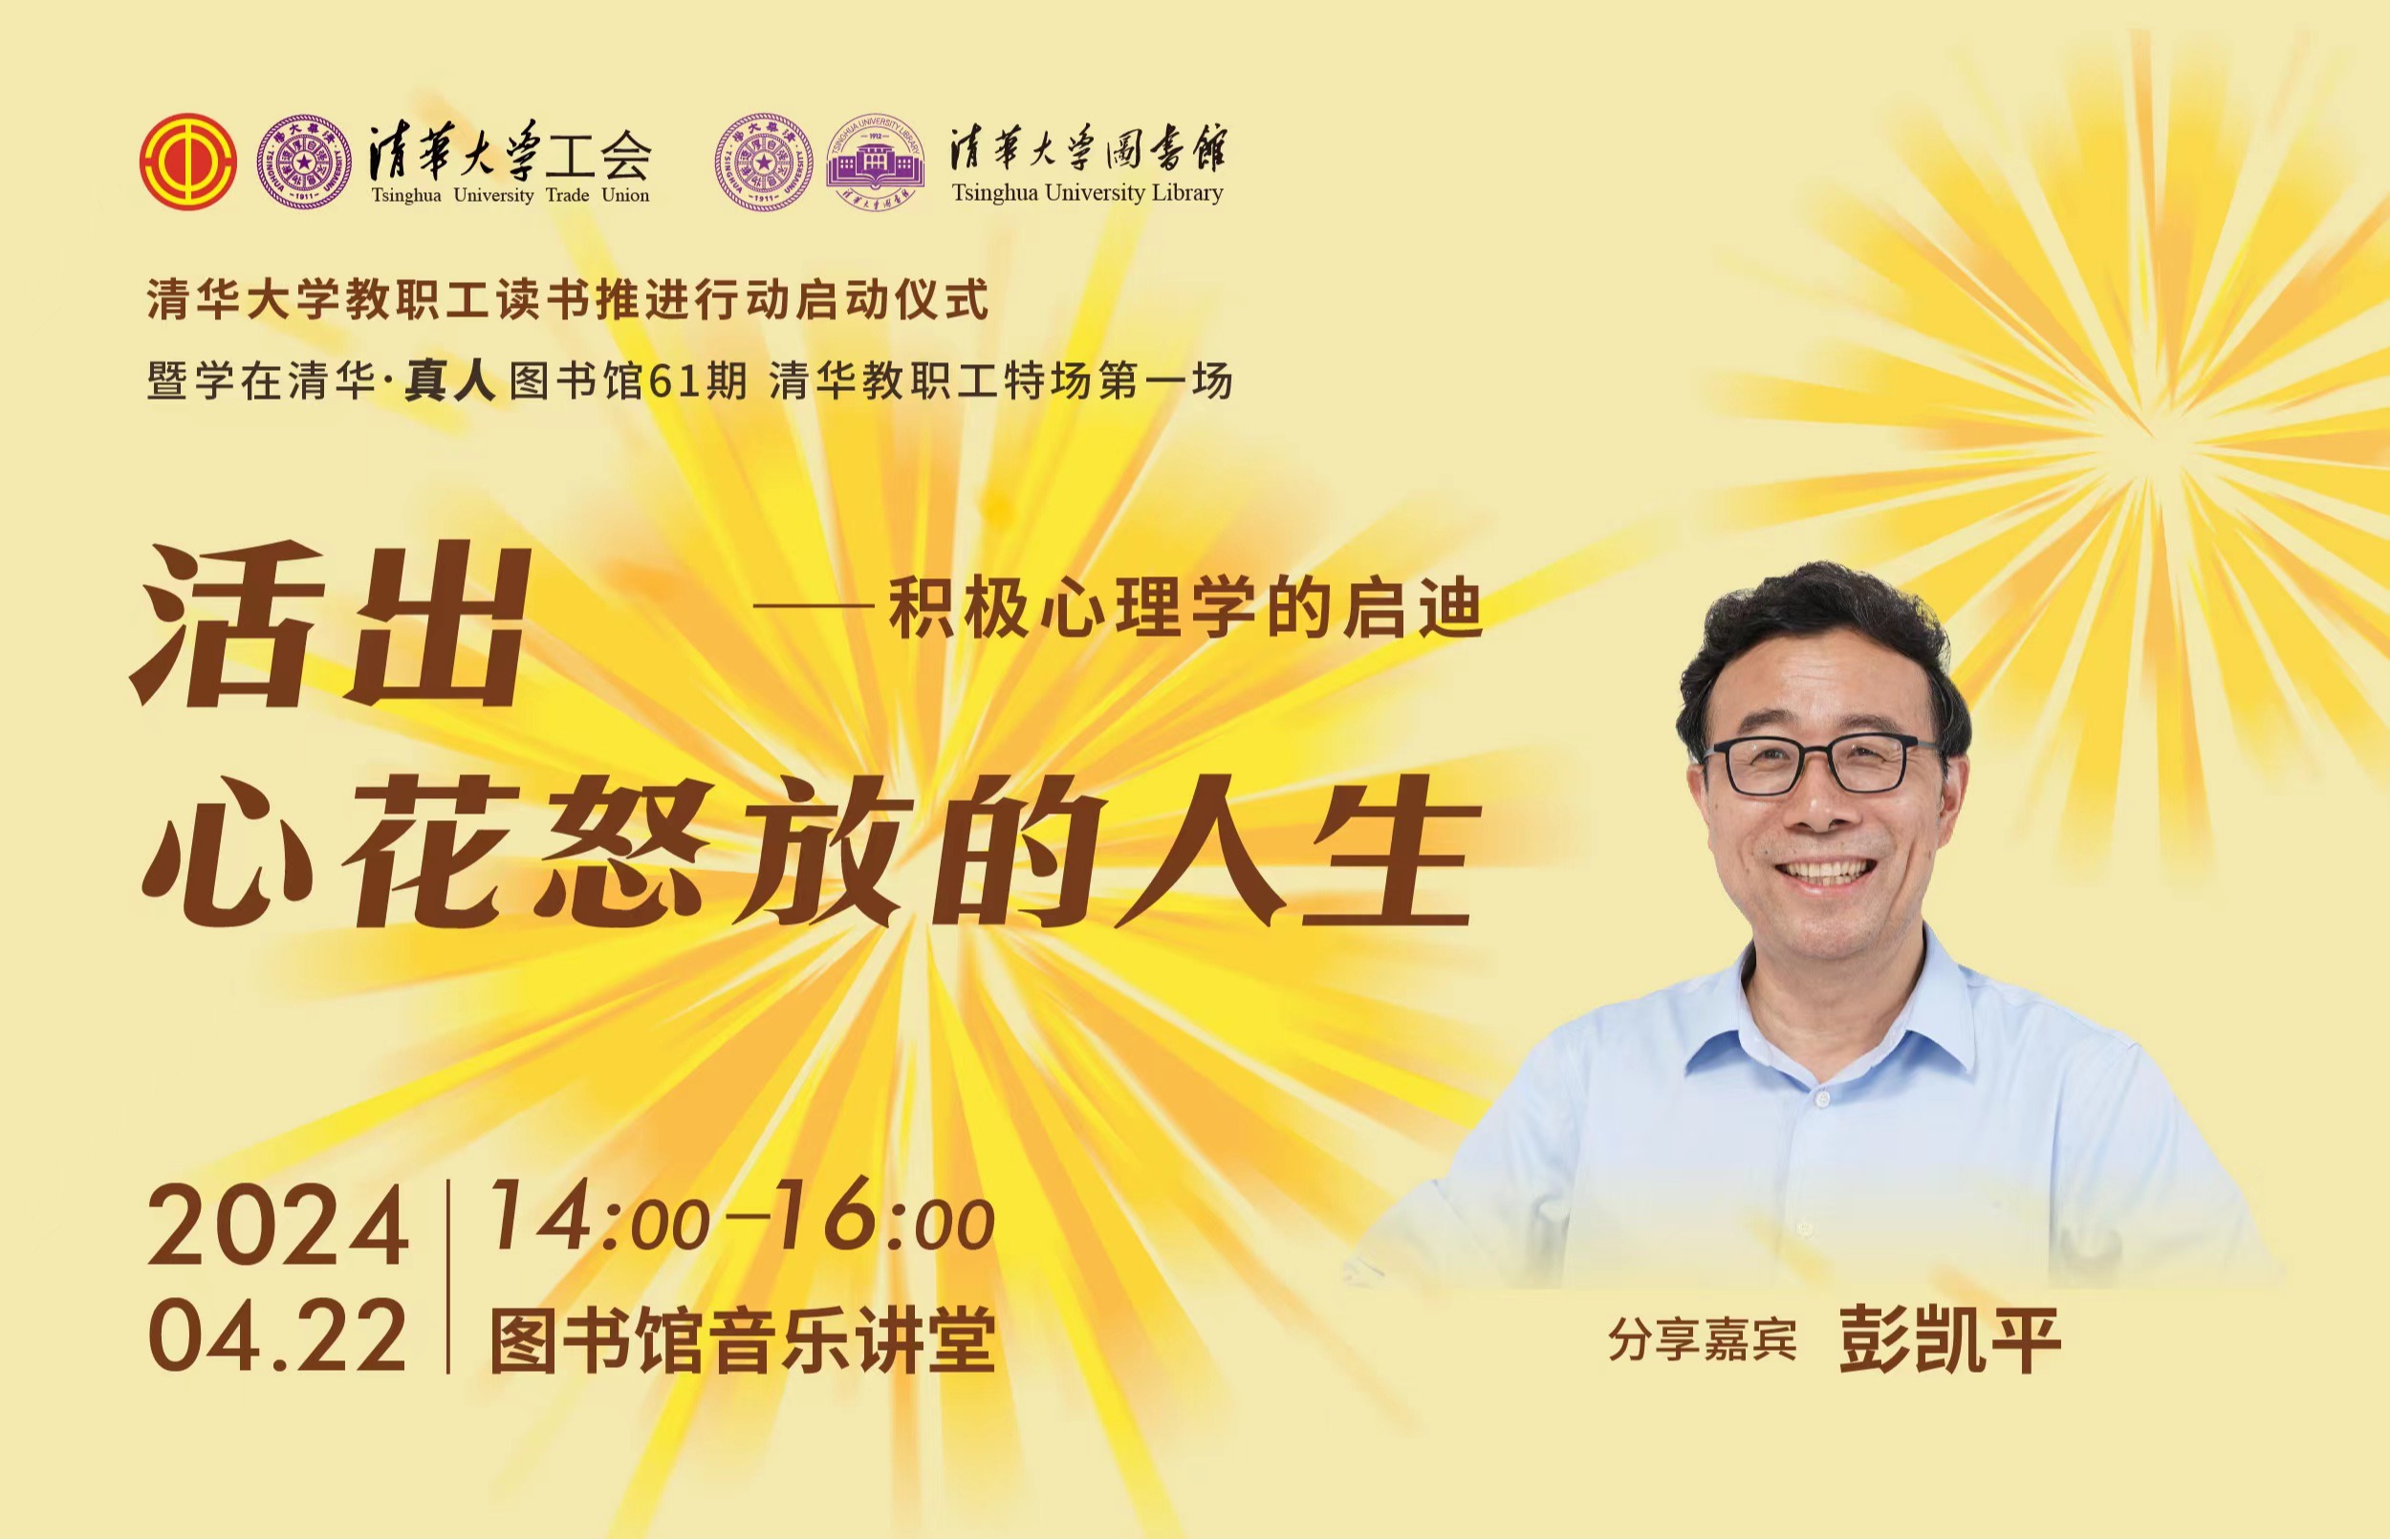 清華大学工会
Tsinghua University Trade Union
清華大学圖書館
Tsinghua University Library
清华大学教职工读书推进行动启动仪式
暨学在清华·真人图书馆61期 清华教职工特场第一场
活出
——积极心理学的启迪
心花怒放的人生
2024
04.22
14:00—16:00
图书馆音乐讲堂
分享嘉宾 彭凯平